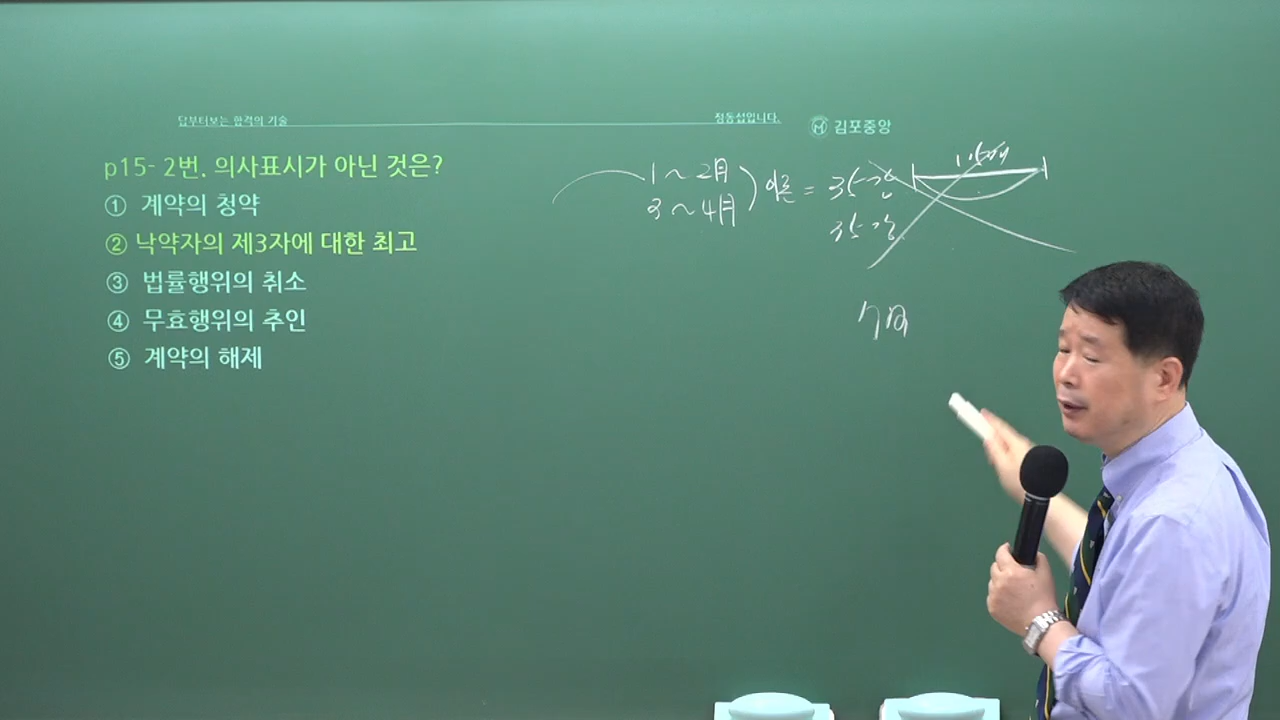 답부터보는 합격의 기술
정동섭입니다.
김포중앙
p15- 2번. 의사표시가 아닌 것은?
① 계약의 청약
② 낙약자의 제3자에 대한 최고
③ 법률행위의 취소
④ 무효행위의 추인
⑤ 계약의 해제
1 ~ 2月
3 ~ 4月
이론 =